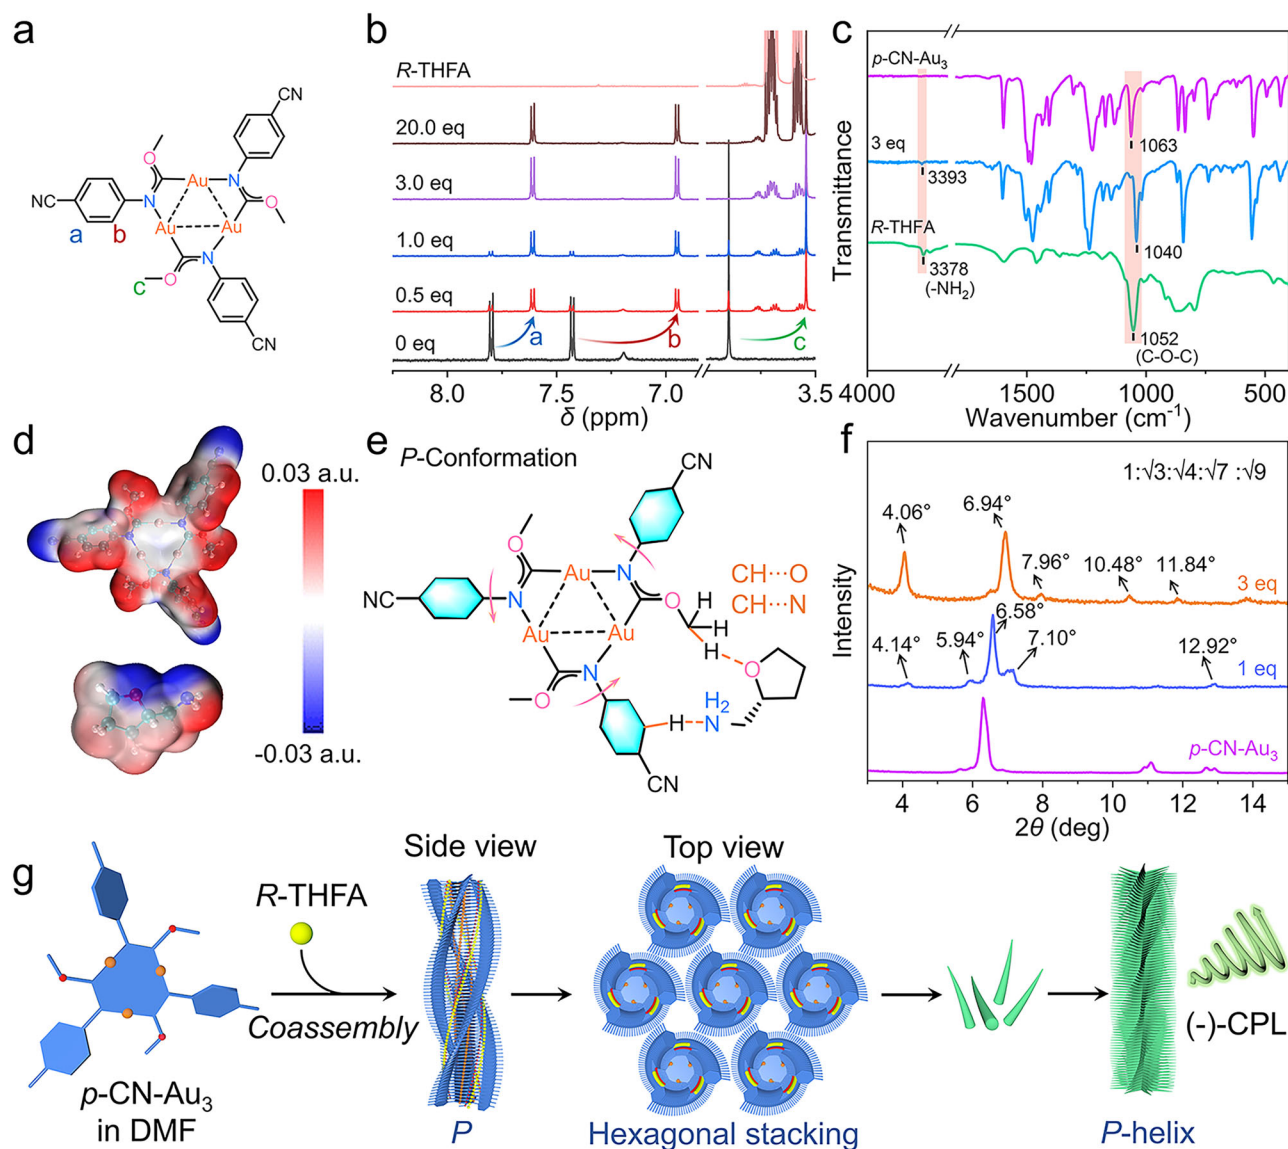 a
CN
O
Au
N
NC
N
Au
Au
O
a
b
O
N
C
CN
b
R-THFA
20.0 eq
3.0 eq
1.0 eq
0.5 eq
0 eq
a
b
c
8.0
7.5
7.0
3.5
δ (ppm)
c
p-CN-Au₃
1063
3 eq
3393
R-THFA
1040
3378
(-NH₂)
1052
(C-O-C)
Transmittance
4000
1500
1000
500
Wavenumber (cm⁻¹)
d
0.03 a.u.
-0.03 a.u.
e
P-Conformation
CN
O
Au
N
CH···O
CH···N
NC
N
O
H
H
Au
Au
H
O
O
N
H
H₂
N
CN
f
1:√3:√4:√7 :√9
4.06°
6.94°
7.96°
10.48°
11.84°
3 eq
4.14°
5.94°
6.58°
7.10°
12.92°
1 eq
p-CN-Au₃
Intensity
4
6
8
10
12
14
2θ (deg)
g
R-THFA
Coassembly
p-CN-Au₃
in DMF
Side view
P
Top view
Hexagonal stacking
P-helix
(-)-CPL